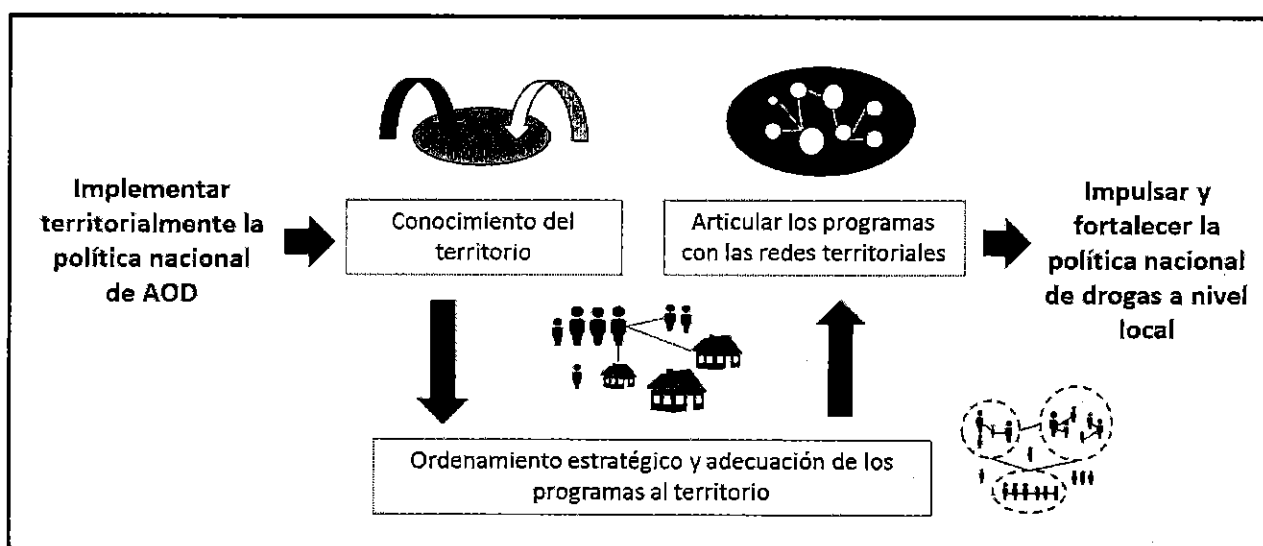 Implementar
territorialmente la
política nacional
de AOD
Conocimiento del
territorio
Articular los programas
con las redes territoriales
Impulsar y
fortalecer la
política nacional
de drogas a nivel
local
Ordenamiento estratégico y adecuación de los
programas al territorio